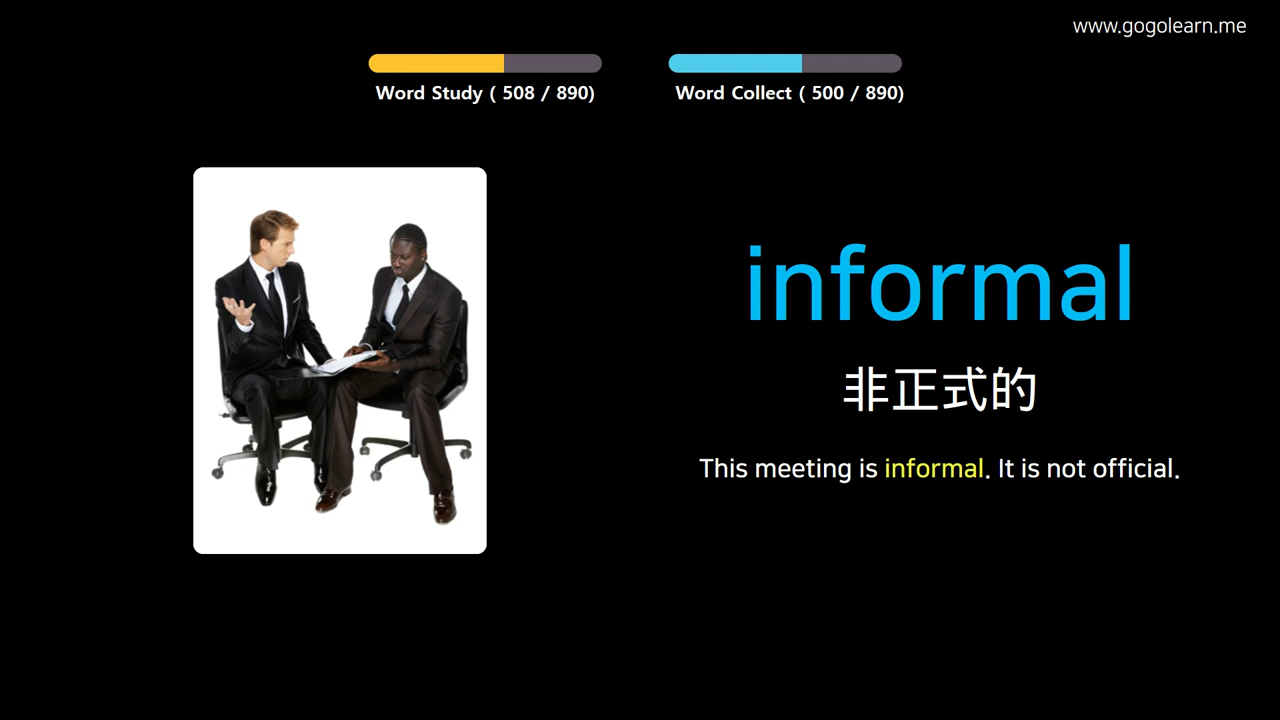 www.gogolearn.me
Word Study ( 508 / 890)
Word Collect ( 500 / 890)
informal
非正式的
This meeting is informal. It is not official.